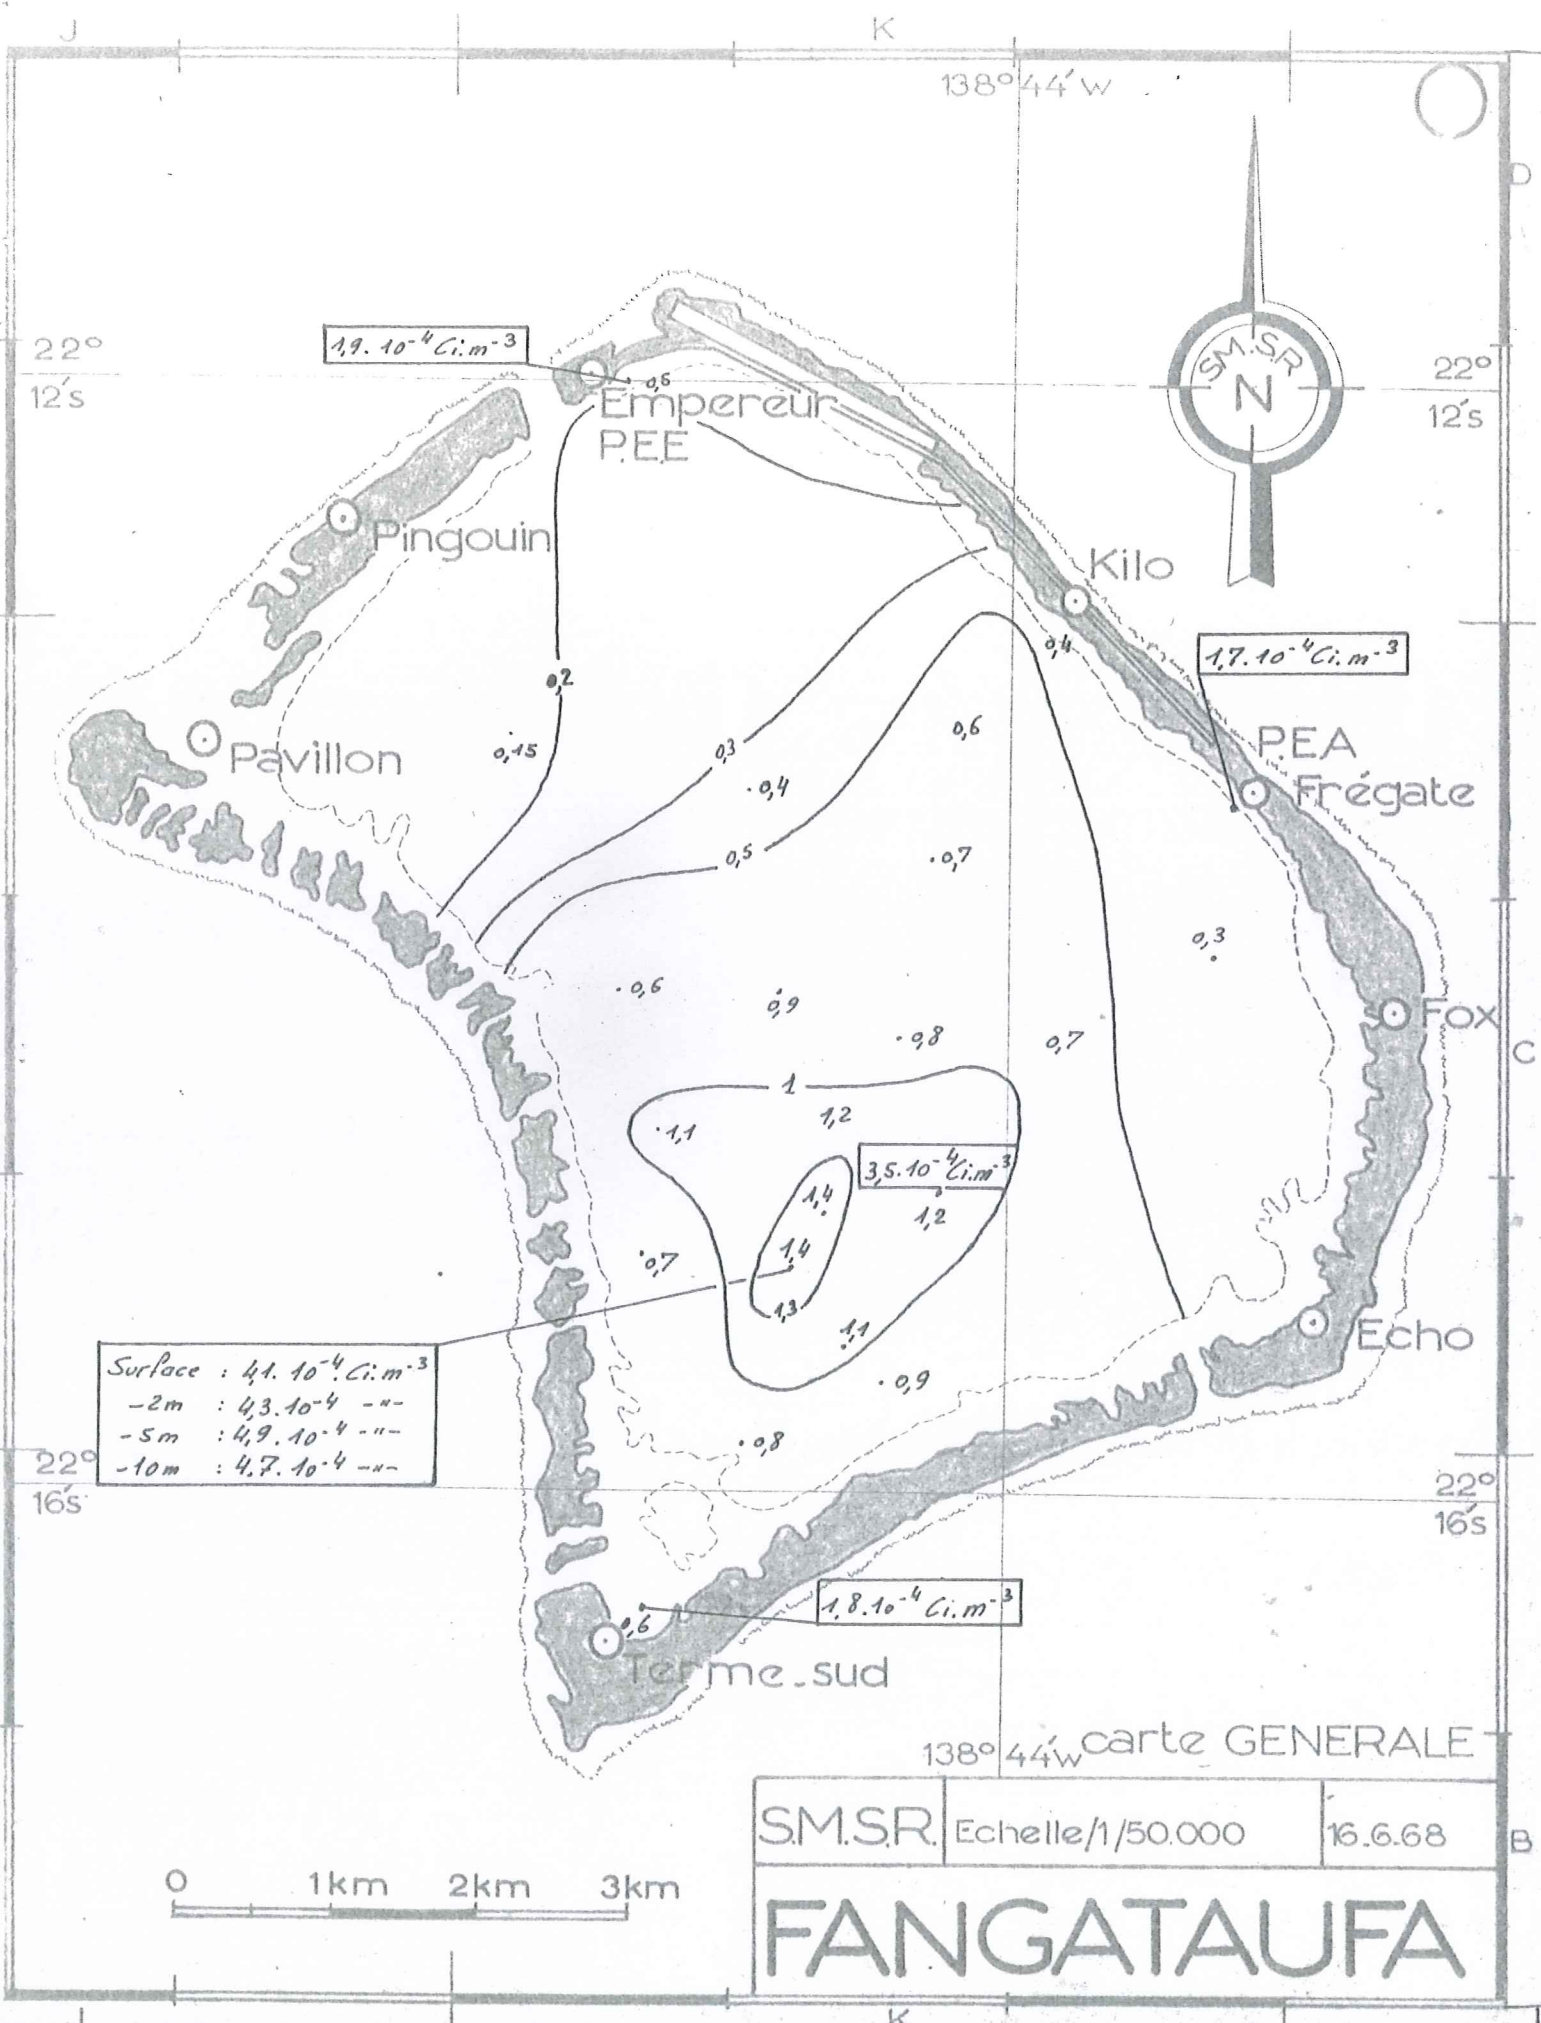 J
K
138°44'W
D
SM.SR
N
22°
12's
22°
12's
1,9.10⁻⁴ Ci.m⁻³
0,6
Empereur
P.E.E
Pingouin
Kilo
0,4
1,7.10⁻⁴ Ci.m⁻³
0,2
0,15
0,3
0,6
Pavillon
P.E.A
Frégate
0,4
0,5
0,7
0,3
0,6
0,9
0,8
0,7
Fox
C
1
1,1
1,2
3,5.10⁻⁴ Ci.m⁻³
1,4
1,2
0,7
1,4
1,3
1,1
Echo
Surface : 4,1.10⁻⁴ Ci.m⁻³
-2m : 4,3.10⁻⁴ -"-
-5m : 4,9.10⁻⁴ -"-
-10m : 4,7.10⁻⁴ -"-
0,9
0,8
22°
16's
22°
16's
1,8.10⁻⁴ Ci.m⁻³
0,6
Terme-sud
138°44'W
carte GENERALE
S.M.S.R.
Echelle/1/50.000
16.6.68
B
0 1km 2km 3km
FANGATAUFA
K